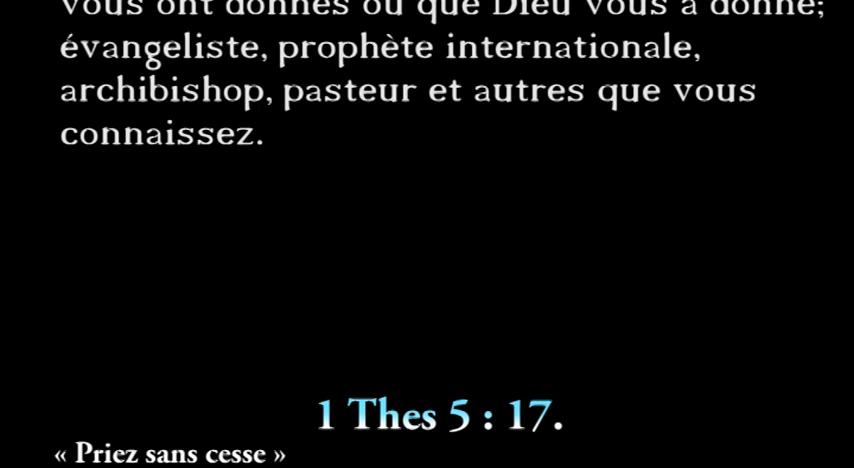 vous ont donnés ou que Dieu vous a donné;
évangeliste, prophète internationale,
archibishop, pasteur et autres que vous
connaissez.
1 Thes 5 : 17.
« Priez sans cesse »